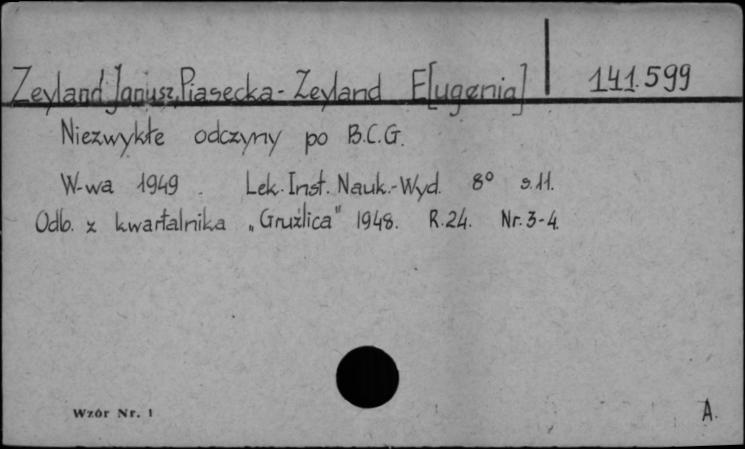 Zeyland Janusz, Piasecka-Zeyland E[ugenia] 141.599
Niezwykłe odczyny po B.C.G.
W-wa 1949. Lek. Inst. Nauk.-Wyd. 8° s.11.
Odb. z kwartalnika „Gruźlica" 1948. R.24. Nr.3-4.
Wzór Nr. 1
A.